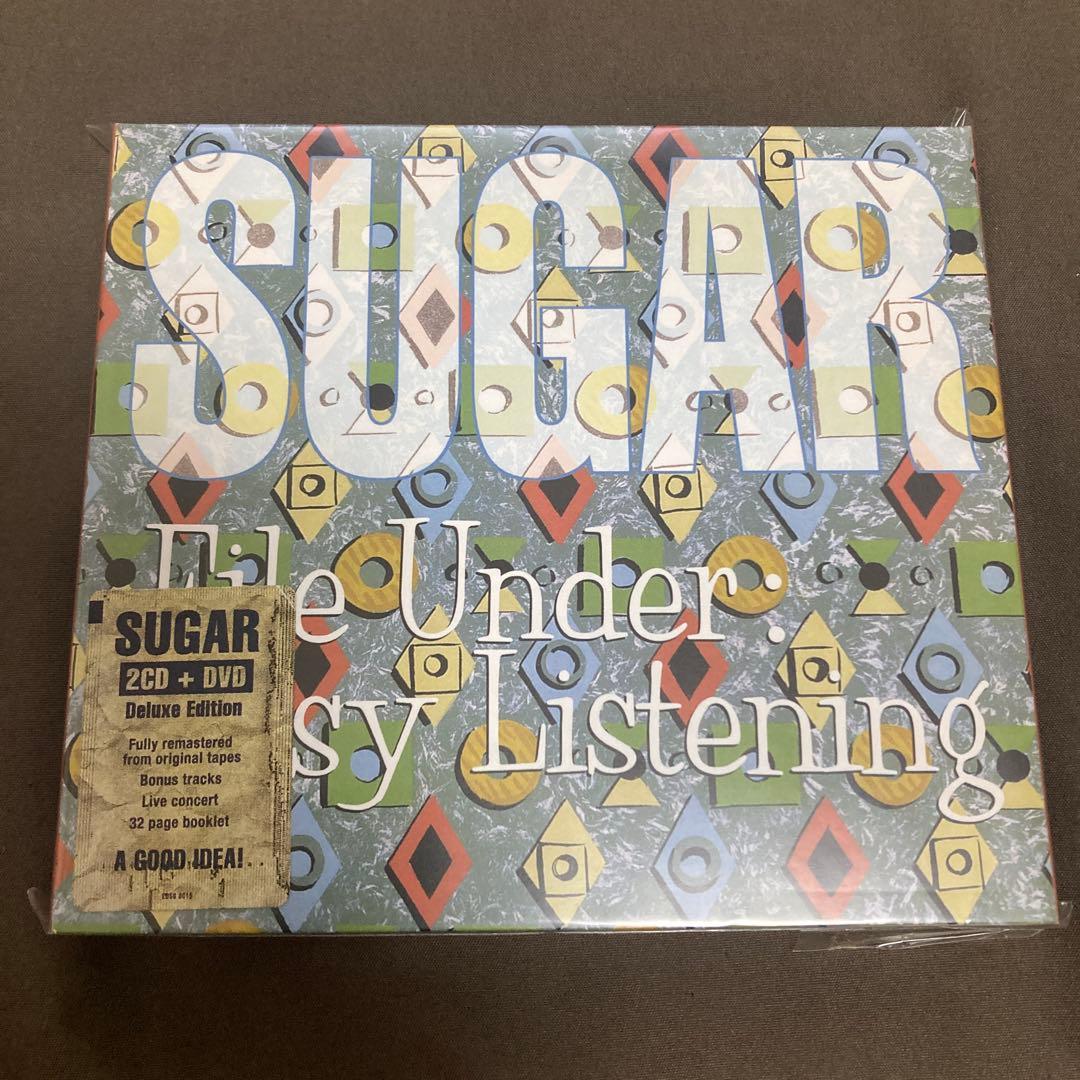 SUGAR
File Under:
sy Listening
SUGAR
2CD + DVD
Deluxe Edition
Fully remastered
from original tapes
Bonus tracks
Live concert
32 page booklet
A GOOD IDEA!